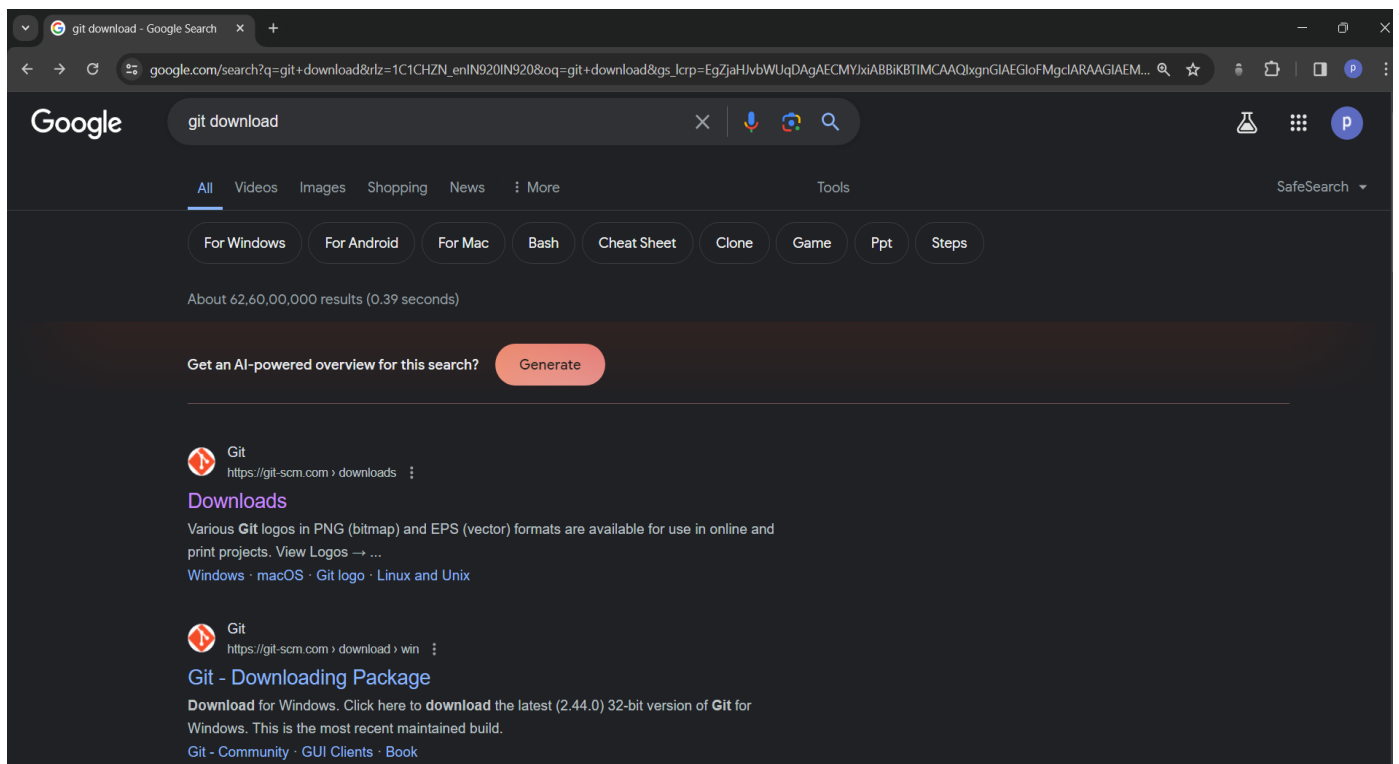 git download - Google Search
google.com/search?q=git+download&rlz=1C1CHZN_enIN920IN920&oq=git+download&gs_lcrp=EgZjaHJvbWUqDAgAECMYJxiABBiKBTIMCAAQIxgnGIAEGIoFMgcIARAAGIAEM...
P
Google
git download
p
All Videos Images Shopping News More Tools SafeSearch
For Windows For Android For Mac Bash Cheat Sheet Clone Game Ppt Steps
About 62,60,00,000 results (0.39 seconds)
Get an AI-powered overview for this search? Generate
Git
https://git-scm.com › downloads
Downloads
Various Git logos in PNG (bitmap) and EPS (vector) formats are available for use in online and
print projects. View Logos → ...
Windows · macOS · Git logo · Linux and Unix
Git
https://git-scm.com › download › win
Git - Downloading Package
Download for Windows. Click here to download the latest (2.44.0) 32-bit version of Git for
Windows. This is the most recent maintained build.
Git - Community · GUI Clients · Book